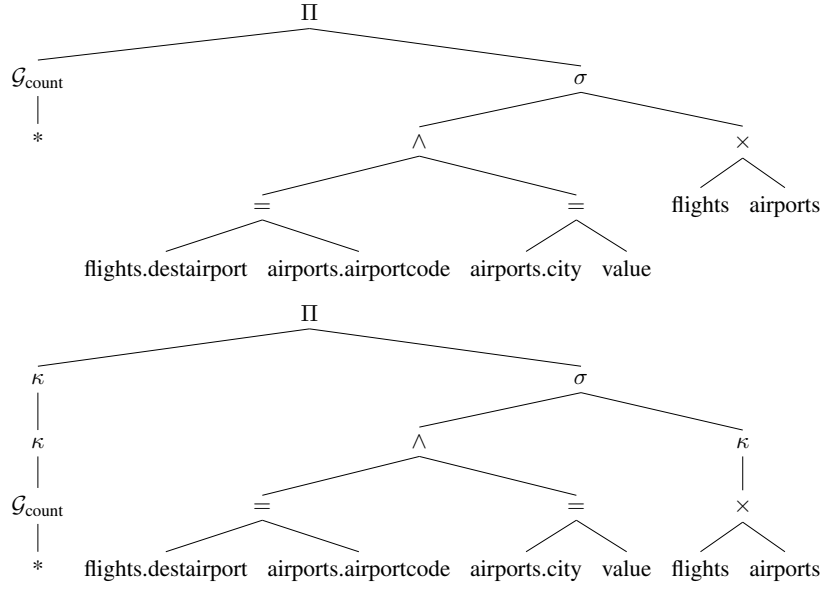 Π
𝒢count σ
* ∧ ×
= = flights airports
flights.destairport airports.airportcode airports.city value
Π
κ σ
κ ∧ κ
𝒢count = = ×
* flights.destairport airports.airportcode airports.city value flights airports